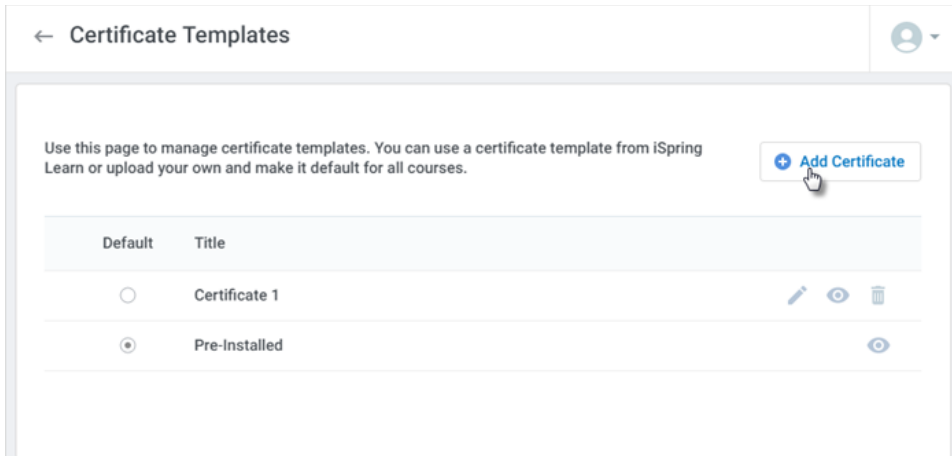 Certificate Templates
Use this page to manage certificate templates. You can use a certificate template from iSpring
Learn or upload your own and make it default for all courses.
Add Certificate
Default Title
Certificate 1
Pre-Installed